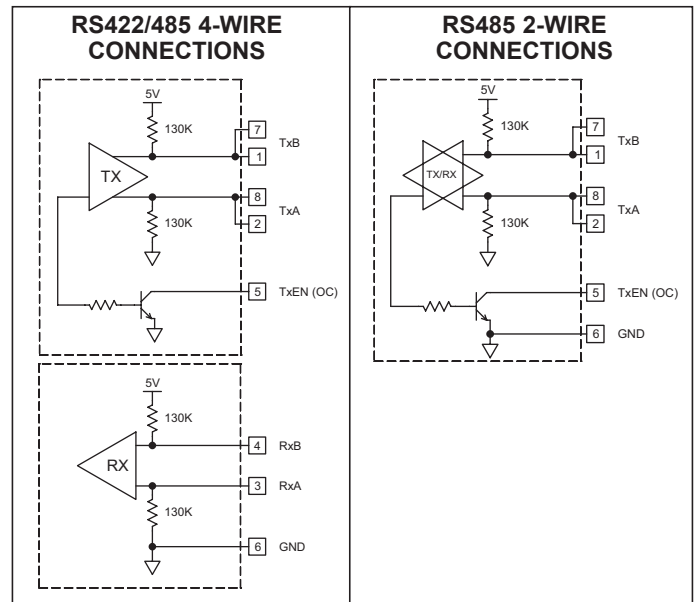 RS422/485 4-WIRE
CONNECTIONS
5V
130K
7
TxB
1
TX
8
TxA
2
130K
5 TxEN (OC)
5V
130K
4 RxB
RX
3 RxA
130K
6 GND
RS485 2-WIRE
CONNECTIONS
5V
130K
7
TxB
1
TX/RX
8
TxA
2
130K
5 TxEN (OC)
6 GND